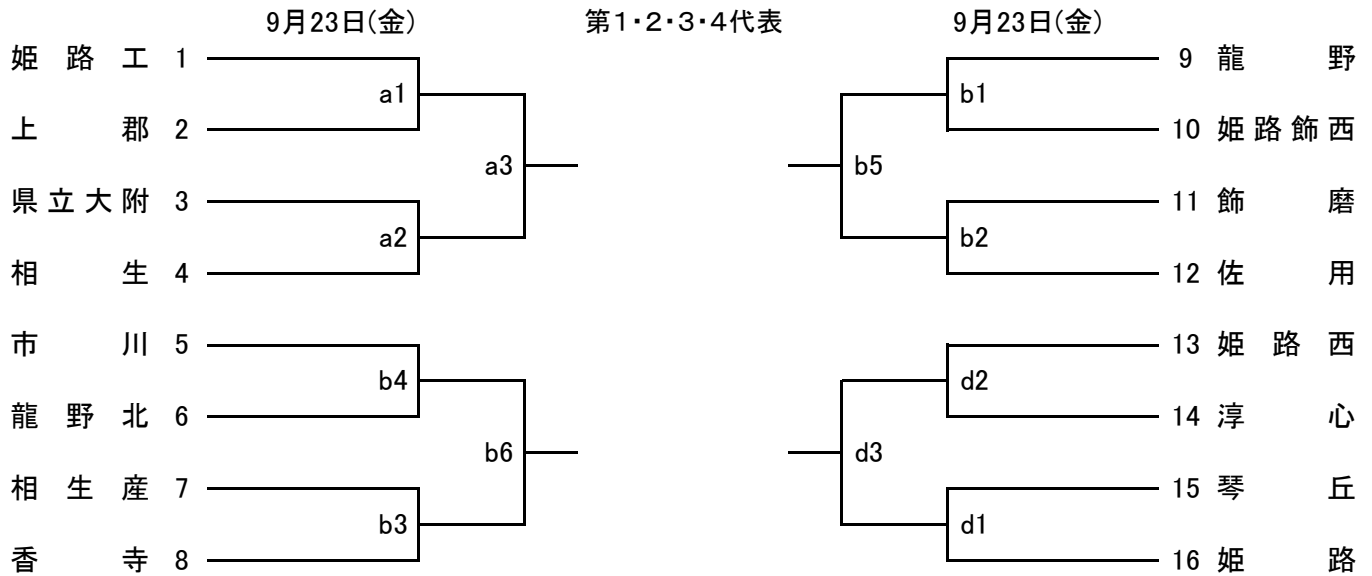 9月23日(金) 第1・2・3・4代表 9月23日(金)
姫路工 1 9 龍野
a1 b1
上郡 2 10 姫路飾西
a3 b5
県立大附 3 11 飾磨
a2 b2
相生 4 12 佐用
市川 5 13 姫路西
b4 d2
龍野北 6 14 淳心
b6 d3
相生産 7 15 琴丘
b3 d1
香寺 8 16 姫路